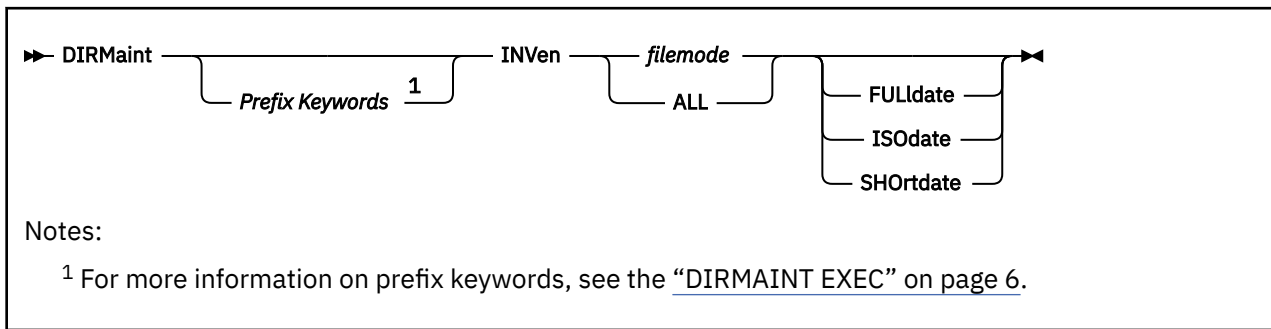 DIRMaint INVen filename
Prefix Keywords 1 ALL FULldate
ISOdate
SHOrtdate
Notes:
1 For more information on prefix keywords, see the “DIRMAINT EXEC” on page 6.